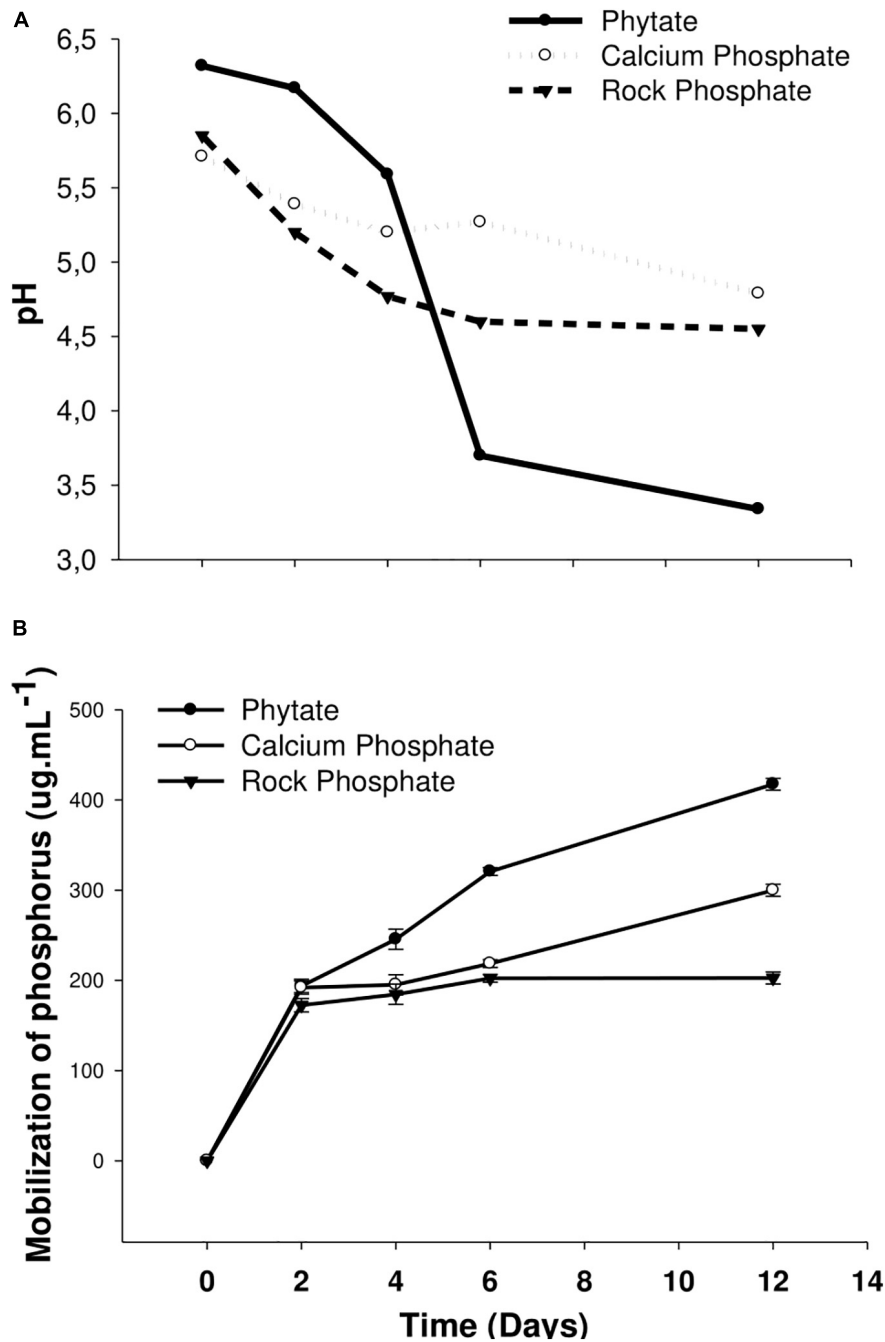 A
Phytate
Calcium Phosphate
Rock Phosphate
6,5
6,0
5,5
5,0
4,5
4,0
3,5
3,0
pH
B
Phytate
Calcium Phosphate
Rock Phosphate
500
400
300
200
100
0
Mobilization of phosphorus (ug.mL⁻¹)
0 2 4 6 8 10 12 14
Time (Days)